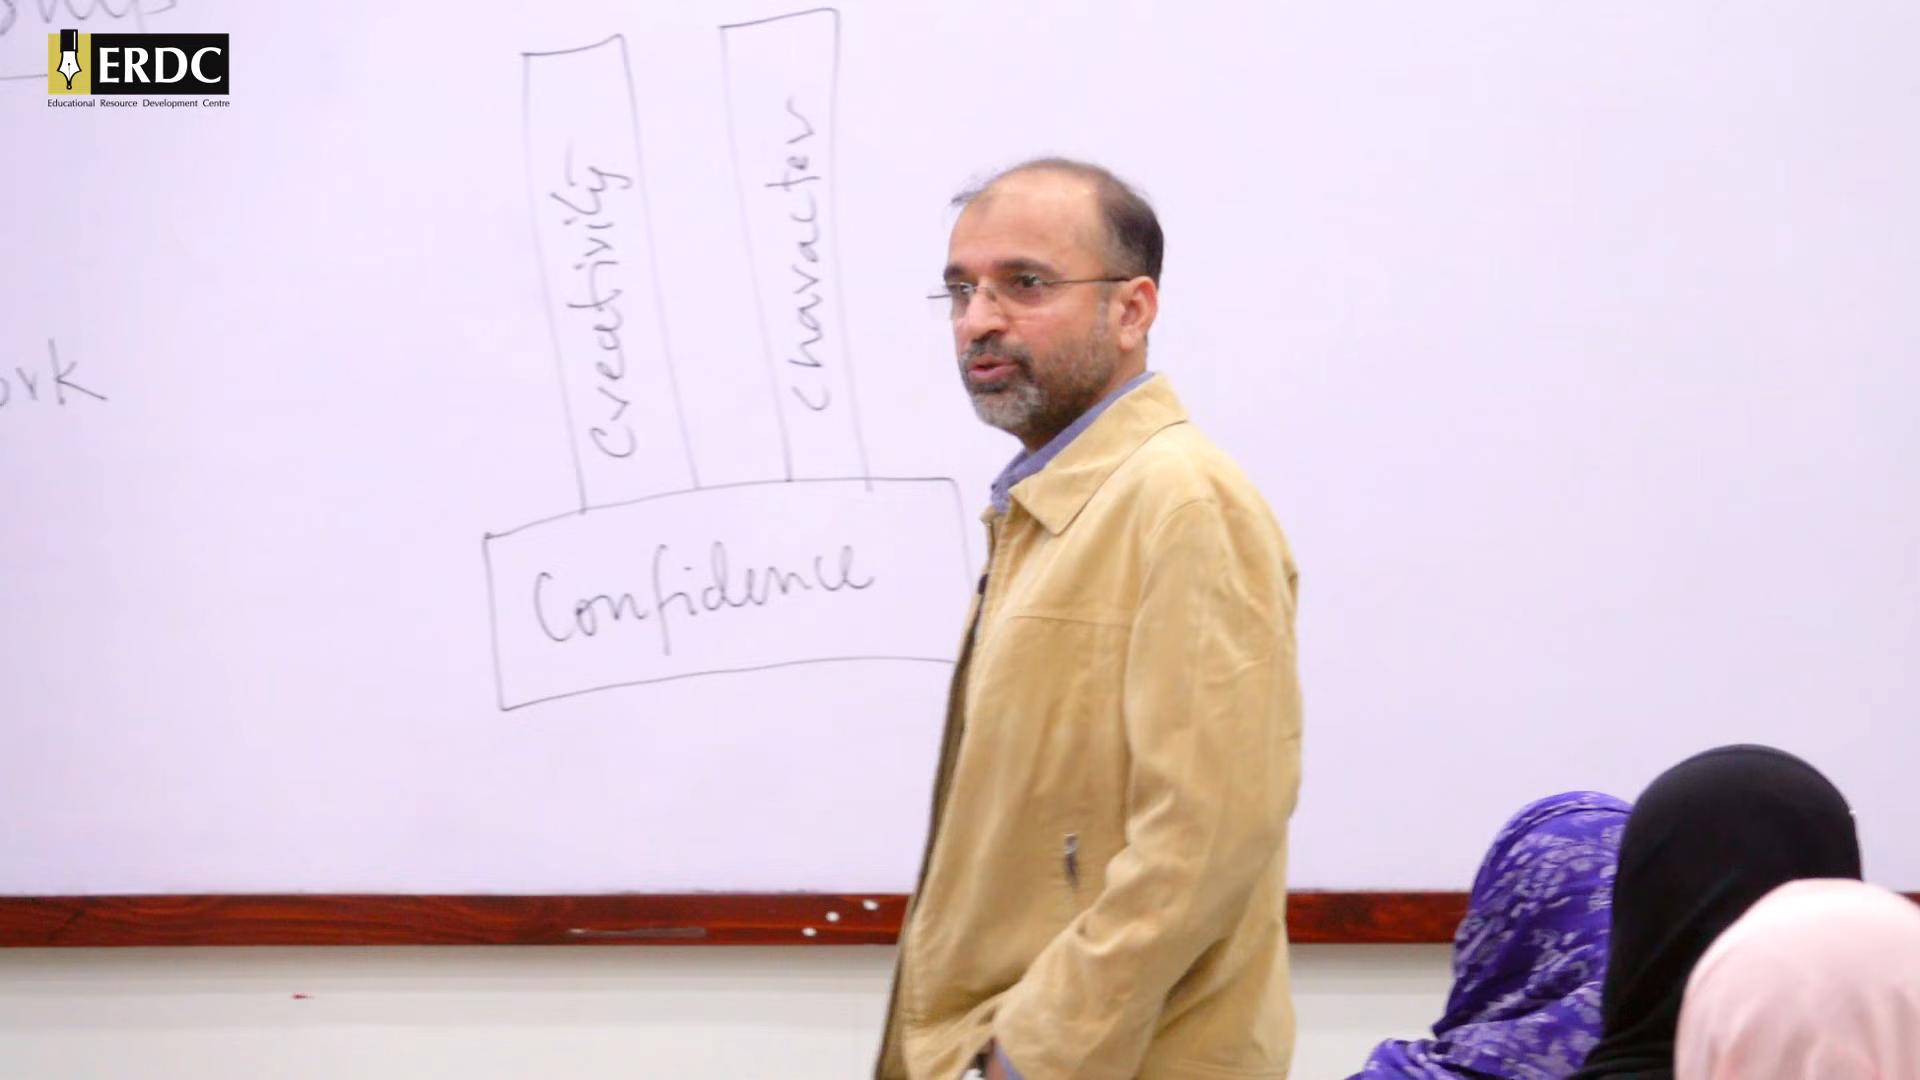 ERDC
Educational Resource Development Centre
Creativity
Character
Confidence